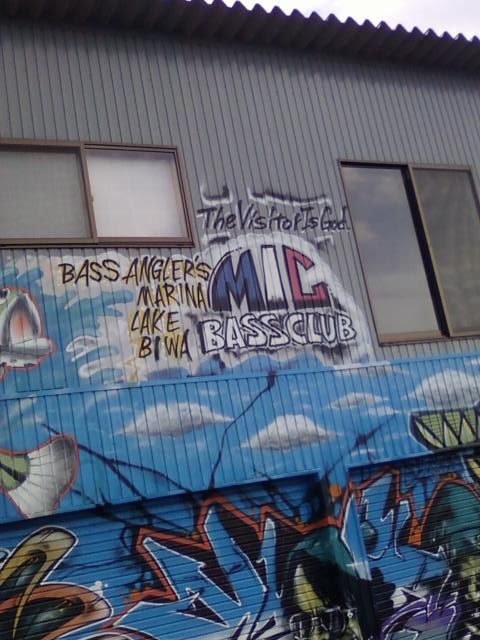 The Visitor Is God.
BASS ANGLER'S
MARINA
LAKE
BIWA
MIC
BASS CLUB